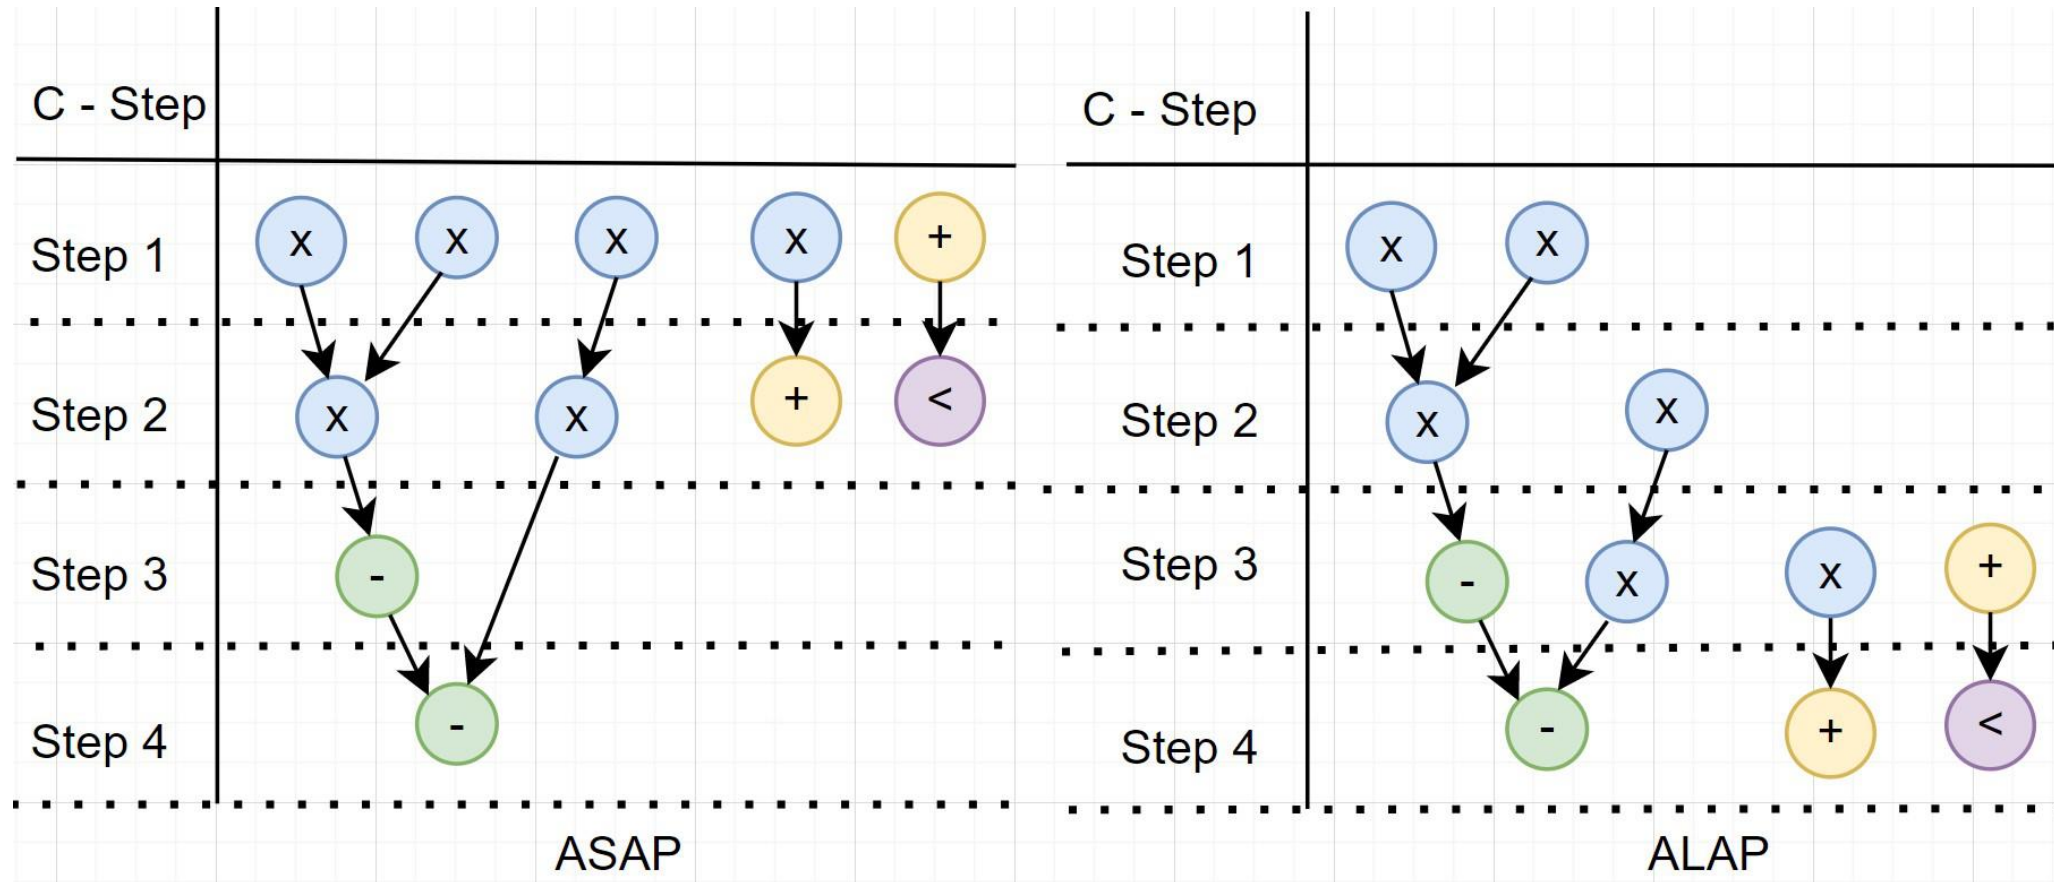 C - Step
Step 1
x x x x +
Step 2
x x + <
Step 3
-
Step 4
-
ASAP
C - Step
Step 1
x x
Step 2
x x
Step 3
- x x +
Step 4
- + <
ALAP